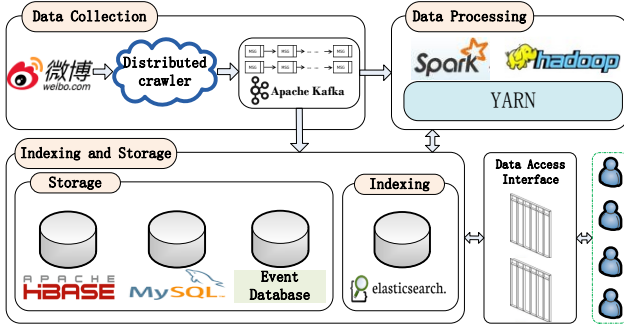 Data Collection
微博
weibo.com
Distributed
crawler
MSG MSG MSG
MSG MSG MSG
Apache Kafka
Data Processing
Spark
hadoop
YARN
Indexing and Storage
Storage
APACHE
HBASE
MySQL
Event
Database
Indexing
elasticsearch.
Data Access
Interface